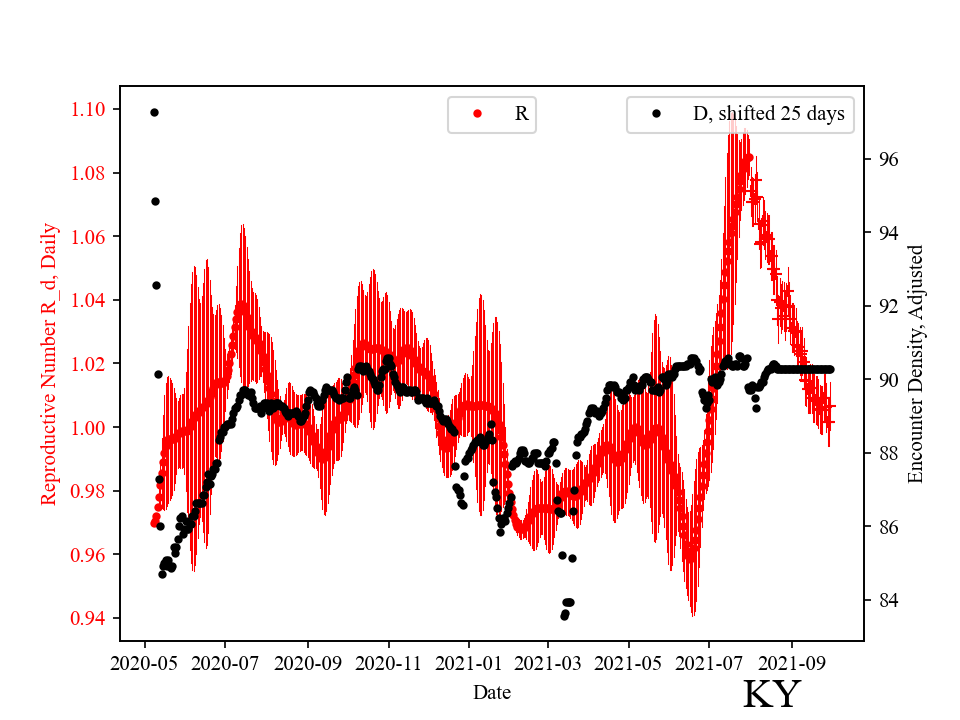 R
D, shifted 25 days
Reproductive Number R_d, Daily
1.10
1.08
1.06
1.04
1.02
1.00
0.98
0.96
0.94
96
94
92
90
88
86
84
Encounter Density, Adjusted
2020-05 2020-07 2020-09 2020-11 2021-01 2021-03 2021-05 2021-07 2021-09
Date
KY